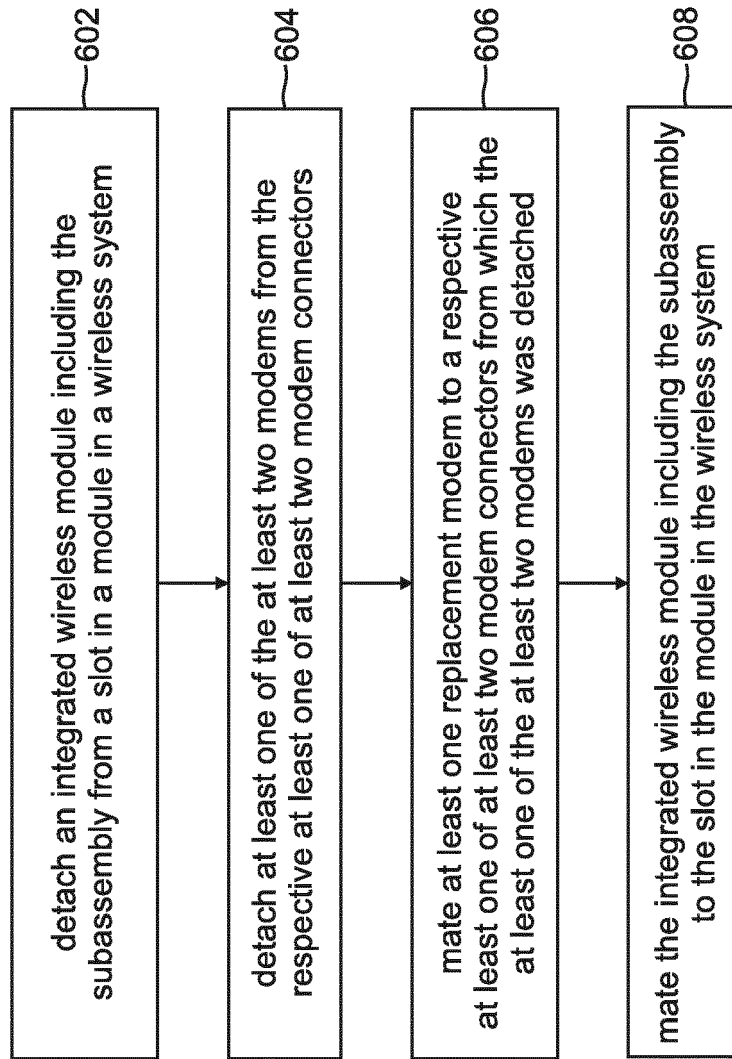 detach an integrated wireless module including the
subassembly from a slot in a module in a wireless system
602
detach at least one of the at least two modems from the
respective at least one of at least two modem connectors
604
mate at least one replacement modem to a respective
at least one of at least two modem connectors from which the
at least one of the at least two modems was detached
606
mate the integrated wireless module including the subassembly
to the slot in the module in the wireless system
608